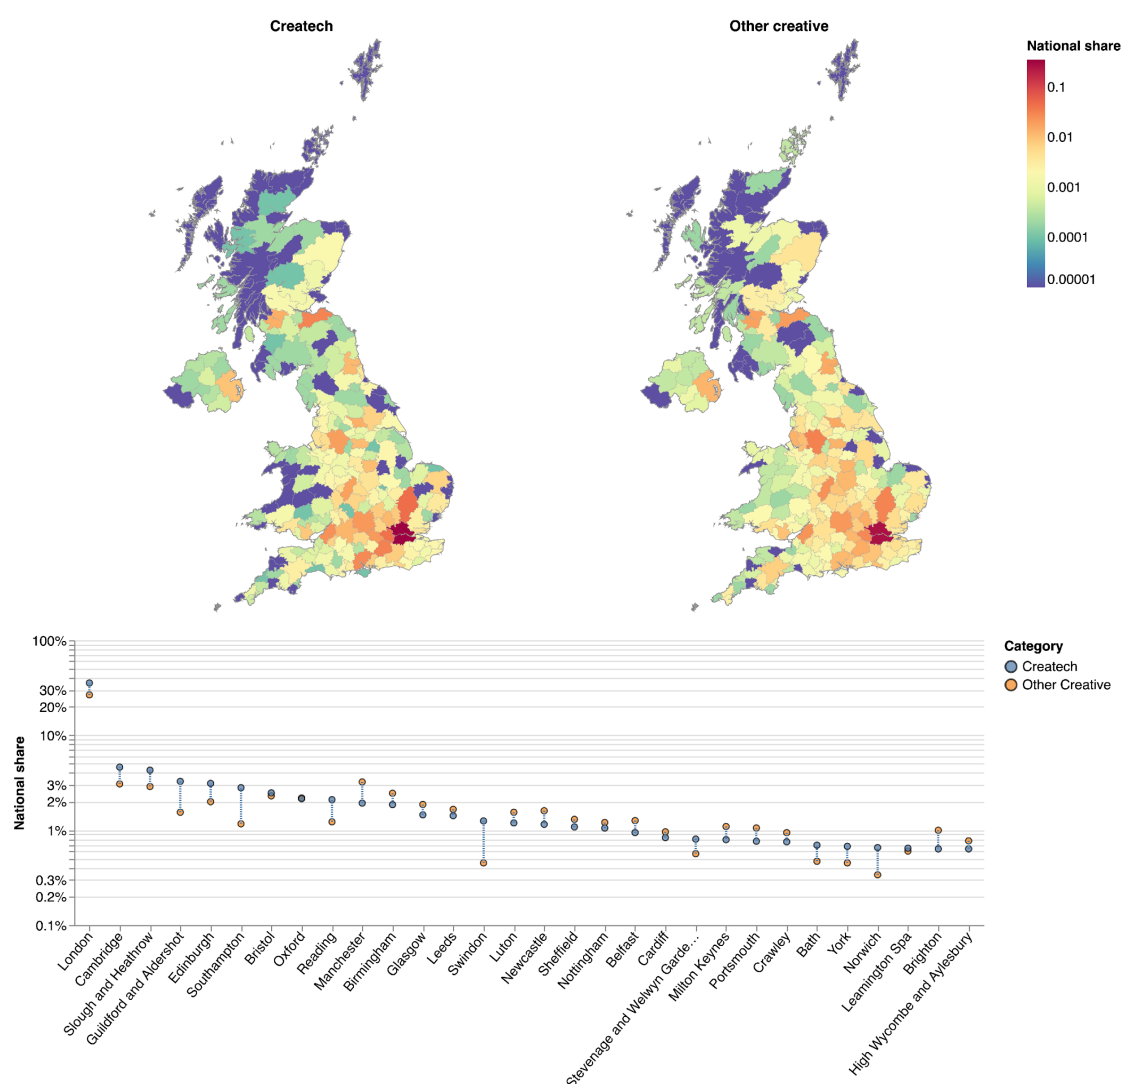 Createch
Other creative
National share
0.1
0.01
0.001
0.0001
0.00001
National share
100%
30%
20%
10%
3%
2%
1%
0.3%
0.2%
0.1%
London
Cambridge
Slough and Heathrow
Guildford and Aldershot
Edinburgh
Southampton
Bristol
Oxford
Reading
Manchester
Birmingham
Glasgow
Leeds
Swindon
Luton
Newcastle
Sheffield
Nottingham
Belfast
Cardiff
Stevenage and Welwyn Garde…
Milton Keynes
Portsmouth
Crawley
Bath
York
Norwich
Leamington Spa
Brighton
High Wycombe and Aylesbury
Category
Createch
Other Creative